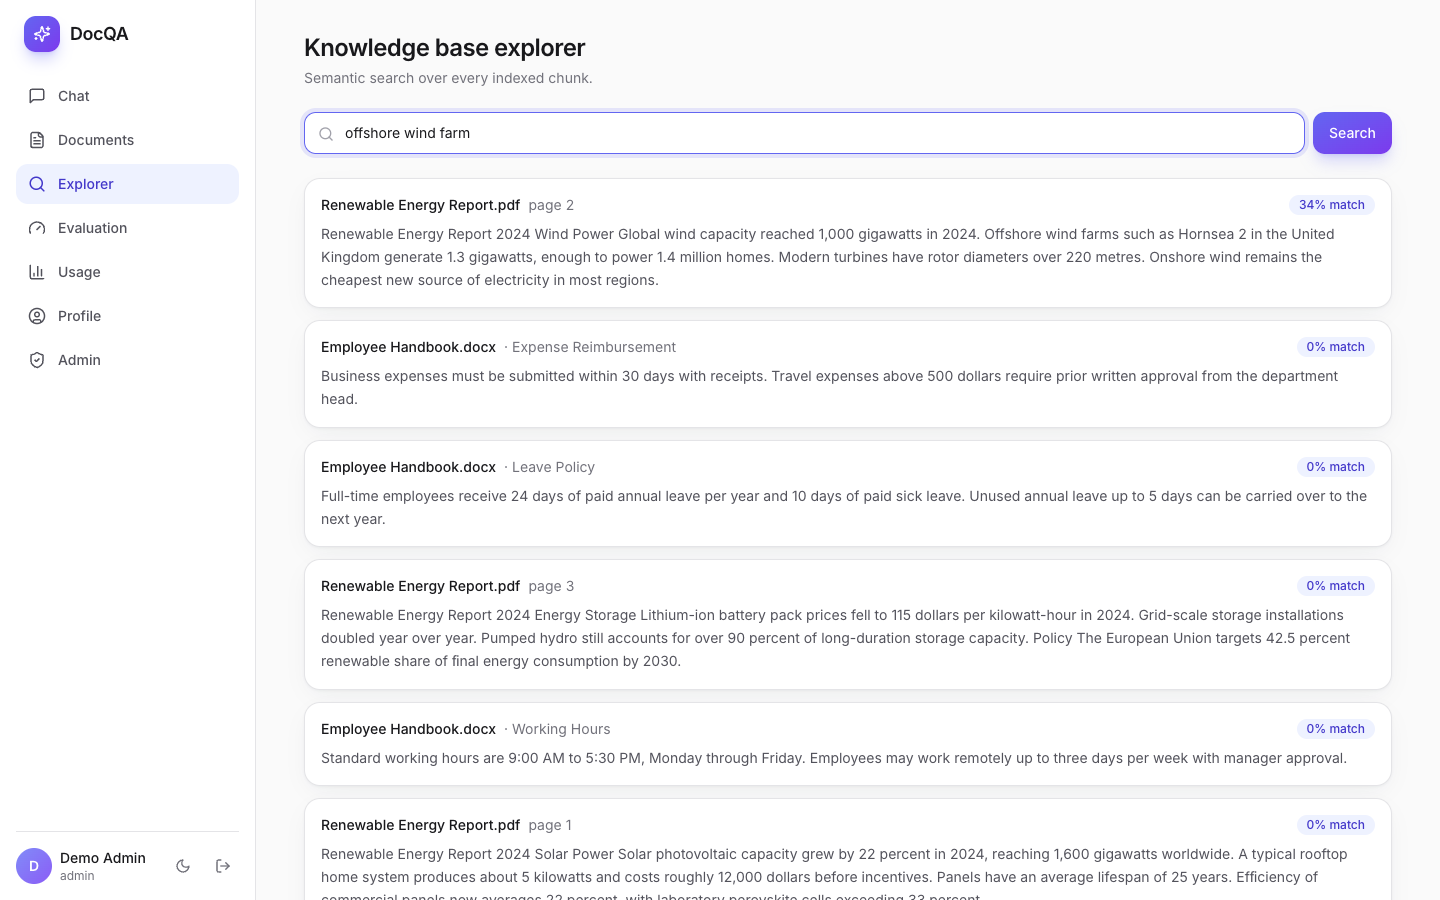 DocQA
Chat
Documents
Explorer
Evaluation
Usage
Profile
Admin
Demo Admin
admin
D
Knowledge base explorer
Semantic search over every indexed chunk.
offshore wind farm
Search
Renewable Energy Report.pdf page 2 34% match
Renewable Energy Report 2024 Wind Power Global wind capacity reached 1,000 gigawatts in 2024. Offshore wind farms such as Hornsea 2 in the United
Kingdom generate 1.3 gigawatts, enough to power 1.4 million homes. Modern turbines have rotor diameters over 220 metres. Onshore wind remains the
cheapest new source of electricity in most regions.
Employee Handbook.docx · Expense Reimbursement 0% match
Business expenses must be submitted within 30 days with receipts. Travel expenses above 500 dollars require prior written approval from the department
head.
Employee Handbook.docx · Leave Policy 0% match
Full-time employees receive 24 days of paid annual leave per year and 10 days of paid sick leave. Unused annual leave up to 5 days can be carried over to the
next year.
Renewable Energy Report.pdf page 3 0% match
Renewable Energy Report 2024 Energy Storage Lithium-ion battery pack prices fell to 115 dollars per kilowatt-hour in 2024. Grid-scale storage installations
doubled year over year. Pumped hydro still accounts for over 90 percent of long-duration storage capacity. Policy The European Union targets 42.5 percent
renewable share of final energy consumption by 2030.
Employee Handbook.docx · Working Hours 0% match
Standard working hours are 9:00 AM to 5:30 PM, Monday through Friday. Employees may work remotely up to three days per week with manager approval.
Renewable Energy Report.pdf page 1 0% match
Renewable Energy Report 2024 Solar Power Solar photovoltaic capacity grew by 22 percent in 2024, reaching 1,600 gigawatts worldwide. A typical rooftop
home system produces about 5 kilowatts and costs roughly 12,000 dollars before incentives. Panels have an average lifespan of 25 years. Efficiency of
commercial panels now averages 22 percent, with laboratory perovskite cells exceeding 33 percent.